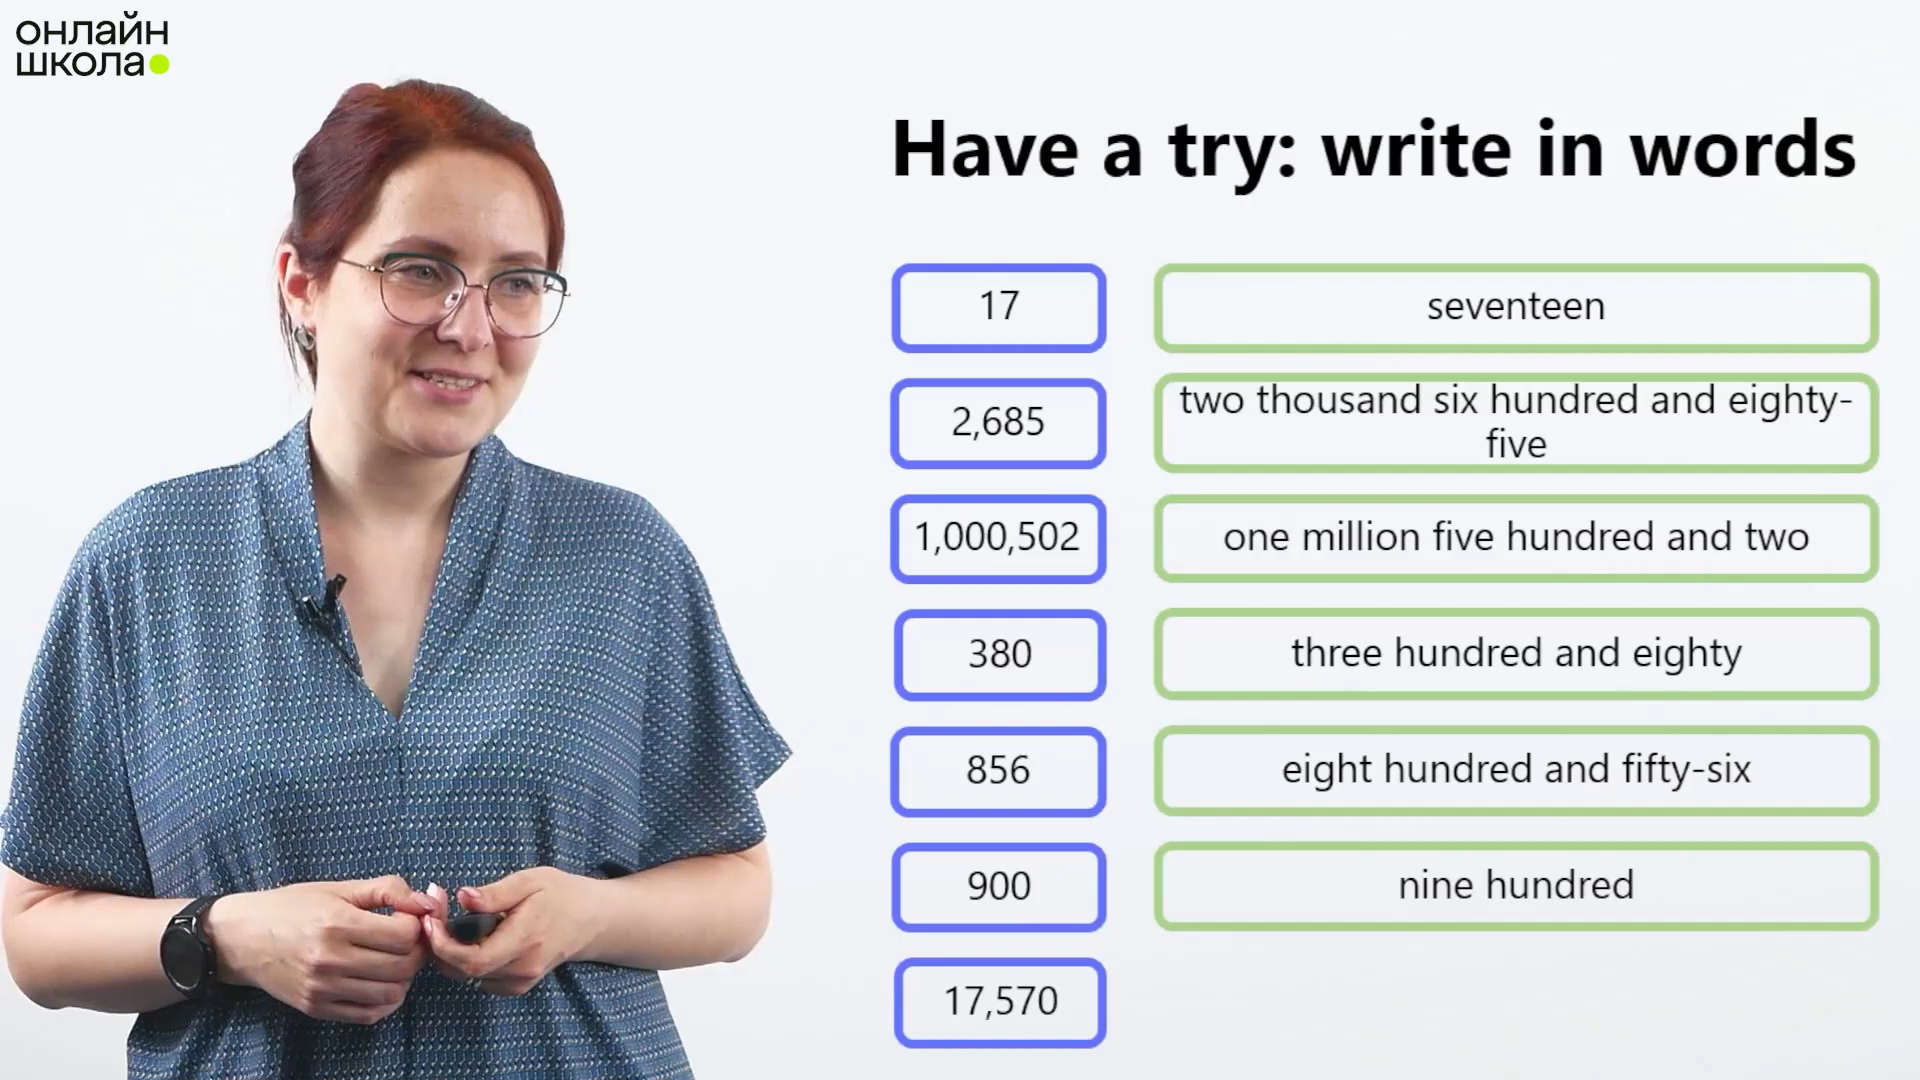 онлайн
школа
Have a try: write in words
17
seventeen
2,685
two thousand six hundred and eighty-
five
1,000,502
one million five hundred and two
380
three hundred and eighty
856
eight hundred and fifty-six
900
nine hundred
17,570